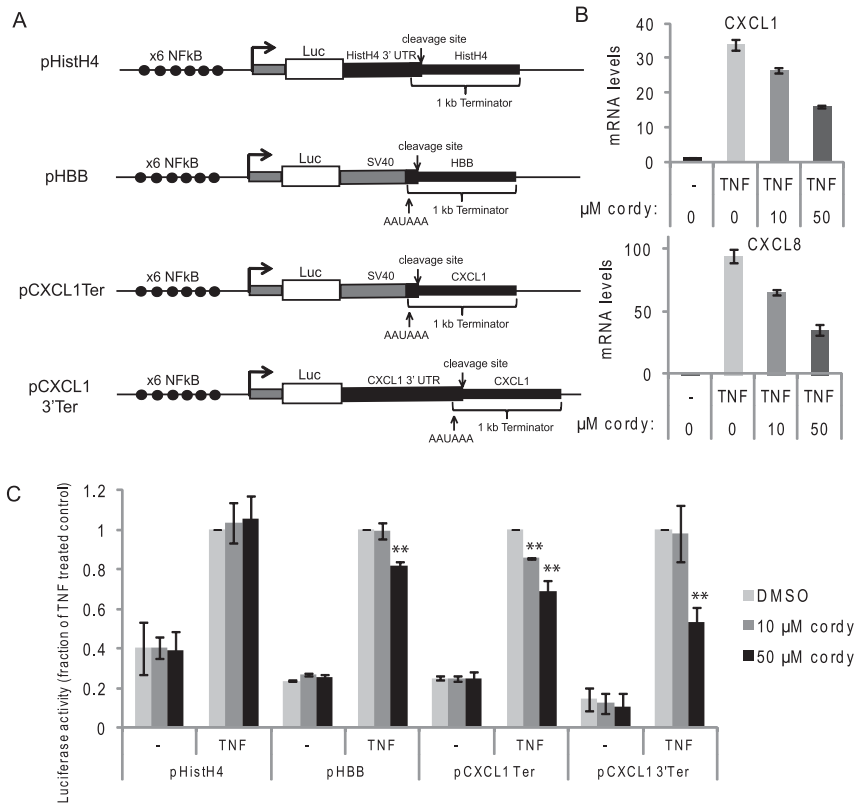 A
pHistH4
x6 NFkB
Luc
HistH4 3' UTR
cleavage site
HistH4
1 kb Terminator
pHBB
x6 NFkB
Luc
SV40
cleavage site
HBB
1 kb Terminator
AAUAAA
pCXCL1Ter
x6 NFkB
Luc
SV40
cleavage site
CXCL1
1 kb Terminator
AAUAAA
pCXCL1
3'Ter
x6 NFkB
Luc
CXCL1 3' UTR
cleavage site
CXCL1
1 kb Terminator
AAUAAA
B
CXCL1
mRNA levels
40
30
20
10
0
- TNF TNF TNF
µM cordy: 0 0 10 50
CXCL8
mRNA levels
100
50
0
- TNF TNF TNF
µM cordy: 0 0 10 50
C
Luciferase activity (fraction of TNF treated control)
1.2
1
0.8
0.6
0.4
0.2
0
**
**
**
**
- TNF - TNF - TNF - TNF
pHistH4 pHBB pCXCL1 Ter pCXCL1 3'Ter
DMSO
10 µM cordy
50 µM cordy